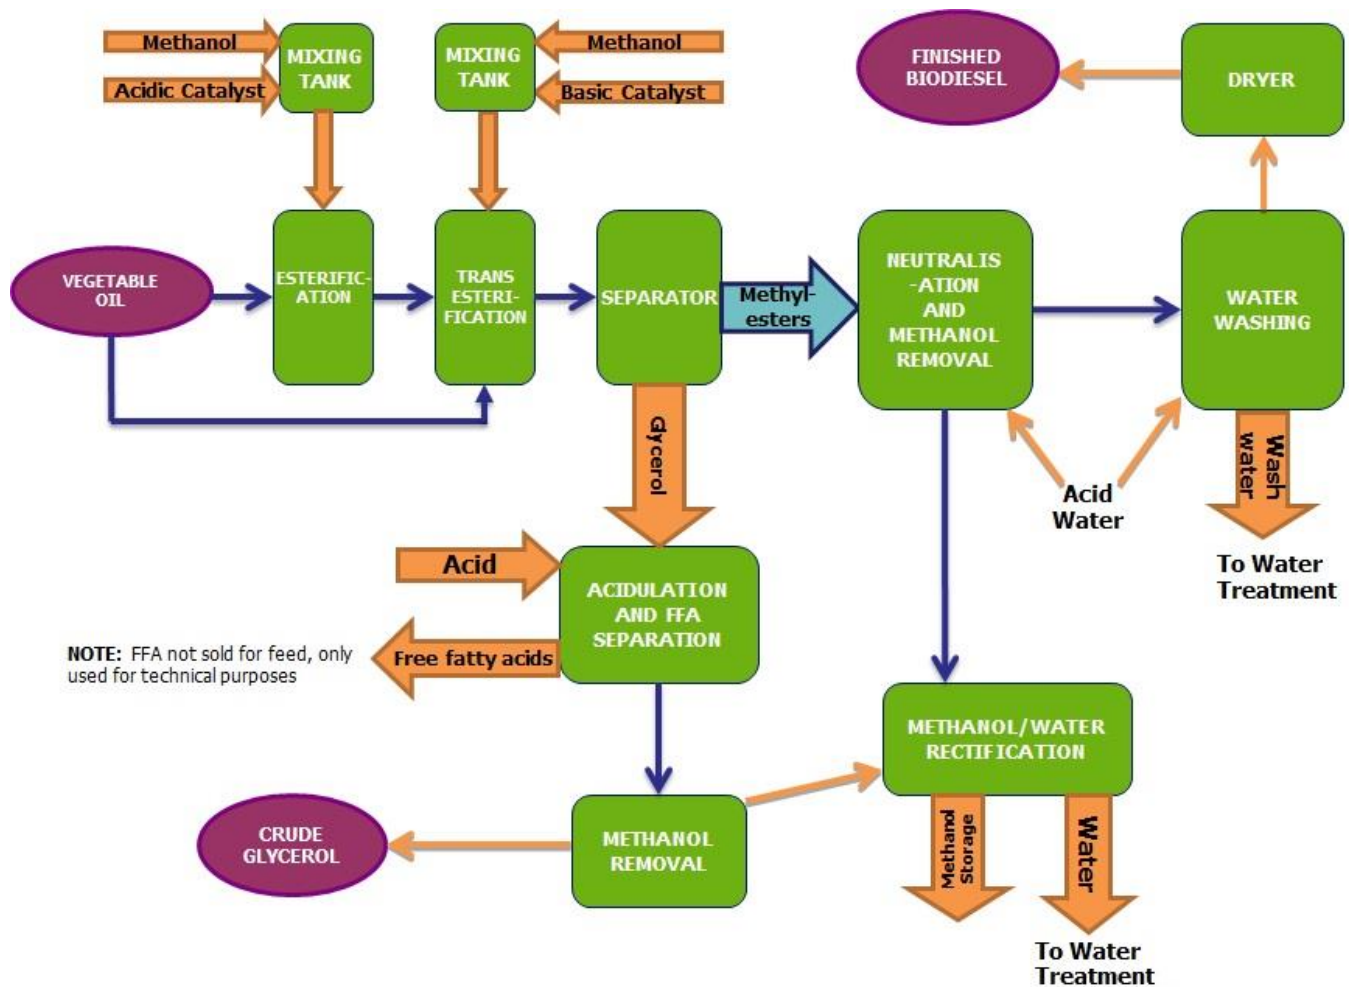 Methanol
Acidic Catalyst
MIXING
TANK
MIXING
TANK
Methanol
Basic Catalyst
FINISHED
BIODIESEL
DRYER
VEGETABLE
OIL
ESTERIFIC-
ATION
TRANS
ESTERI-
FICATION
SEPARATOR
Methyl-
esters
NEUTRALIS
-ATION
AND
METHANOL
REMOVAL
WATER
WASHING
Glycerol
Acid
Water
Wash
water
To Water
Treatment
Acid
ACIDULATION
AND FFA
SEPARATION
Free fatty acids
NOTE: FFA not sold for feed, only
used for technical purposes
METHANOL/WATER
RECTIFICATION
CRUDE
GLYCEROL
METHANOL
REMOVAL
Methanol
Storage
Water
To Water
Treatment